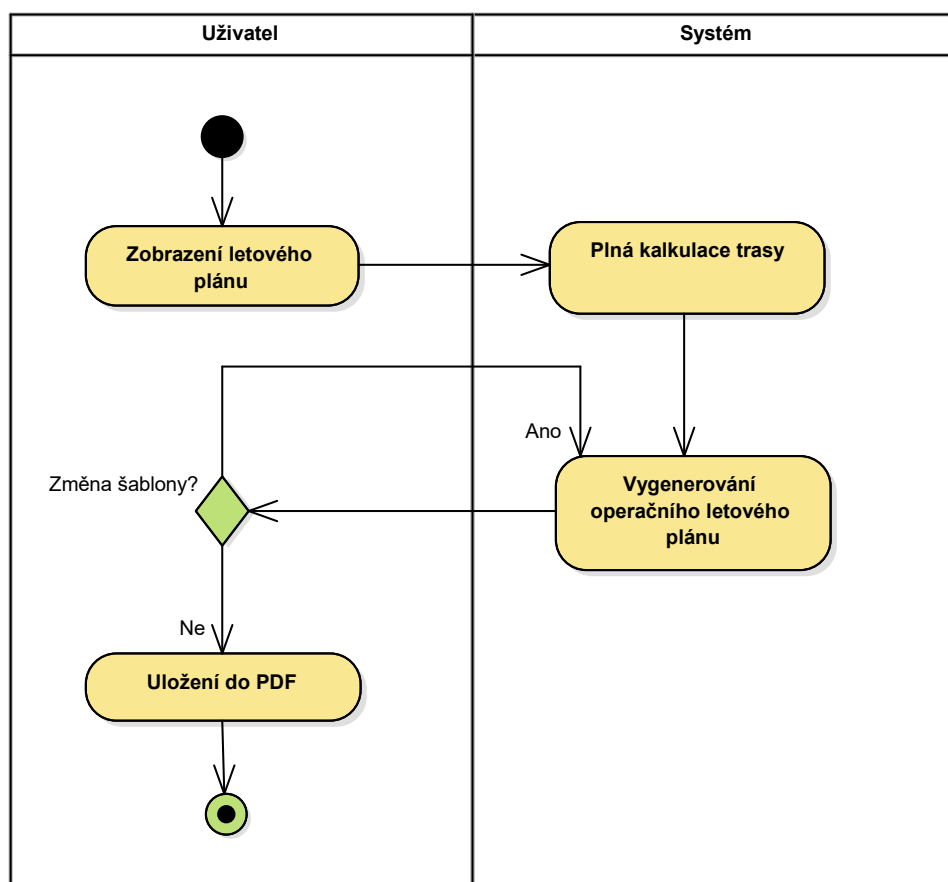 Uživatel
Systém
Zobrazení letového
plánu
Plná kalkulace trasy
Ano
Změna šablony?
Vygenerování
operačního letového
plánu
Ne
Uložení do PDF